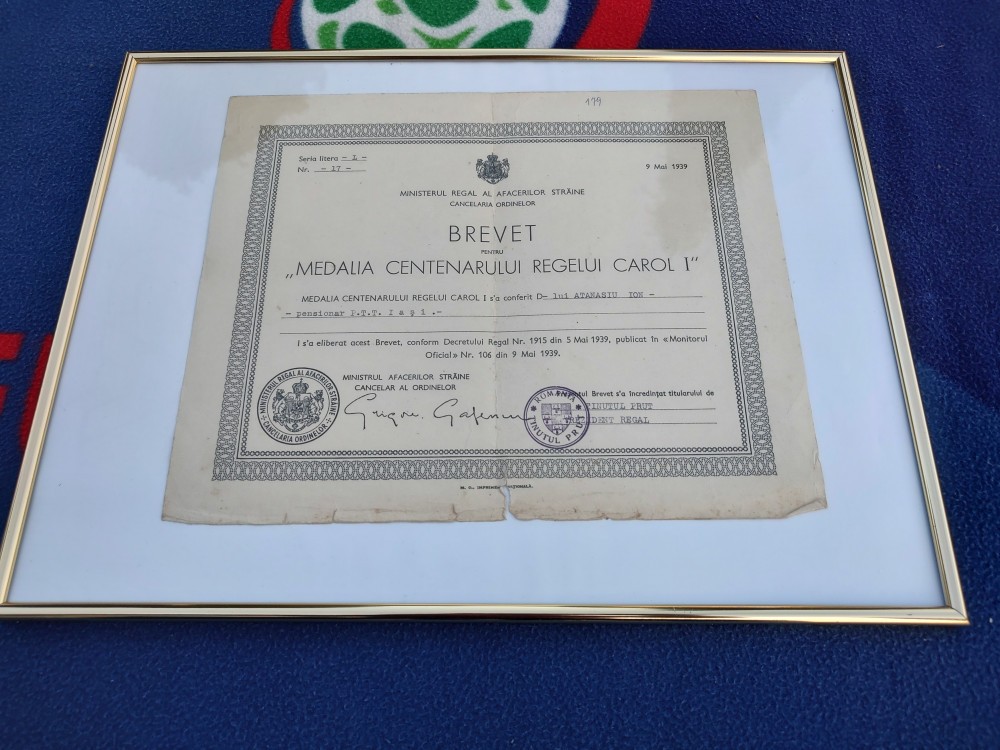 179
Seria litera - L -
Nr. - 17 -
9 Mai 1939
MINISTERUL REGAL AL AFACERILOR STRĂINE
CANCELARIA ORDINELOR
BREVET
PENTRU
„MEDALIA CENTENARULUI REGELUI CAROL I"
MEDALIA CENTENARULUI REGELUI CAROL I s'a conferit D- lui ATANASIU ION -
- pensionar P.T.T. Iaşi.-
I s'a eliberat acest Brevet, conform Decretului Regal Nr. 1915 din 5 Mai 1939, publicat în «Monitorul
Oficial» Nr. 106 din 9 Mai 1939.
MINISTRUL AFACERILOR STRĂINE
CANCELAR AL ORDINELOR
Grigore Gafencu
MINISTERUL REGAL AL AFACERILOR STRĂINE
CANCELARIA ORDINELOR
ROMÂNIA
ŢINUTUL PRUT
Brevet s'a încredinţat titularului de
ŢINUTUL PRUT
REGAL
M. O., IMPRIMERIA NAŢIONALĂ